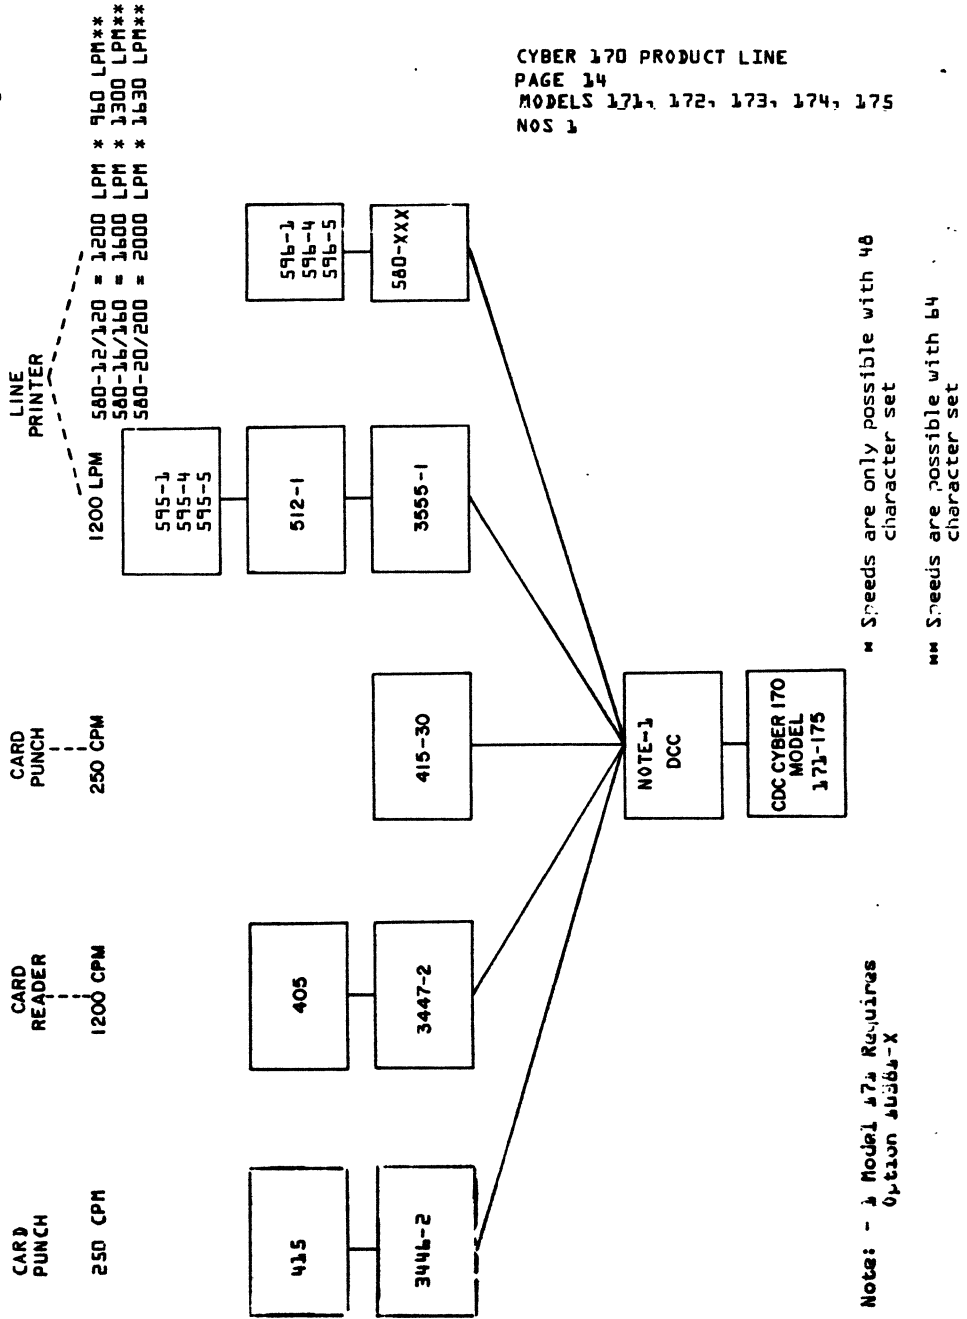 CYBER 170 PRODUCT LINE
PAGE 14
MODELS 171, 172, 173, 174, 175
NOS 1
CARD
PUNCH
250 CPM
CARD
READER
1200 CPM
CARD
PUNCH
250 CPM
LINE
PRINTER
1200 LPM
580-12/120 = 1200 LPM * 960 LPM**
580-16/160 = 1600 LPM * 1300 LPM**
580-20/200 = 2000 LPM * 1630 LPM**
415
3446-2
405
3447-2
415-30
595-1
595-4
595-5
512-1
3555-1
596-1
596-4
596-5
580-XXX
NOTE-1
DCC
CDC CYBER 170
MODEL
171-175
* Speeds are only possible with 48
character set
** Speeds are possible with 64
character set
Note: - 1 Model 171 Requires
Option